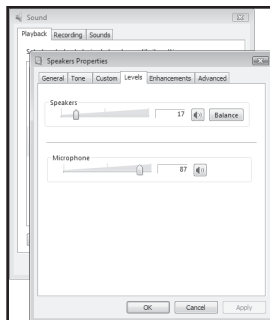 Sound
Playback Recording Sounds
Speakers Properties
General Tone Custom Levels Enhancements Advanced
Speakers
17 Balance
Microphone
87
OK Cancel Apply